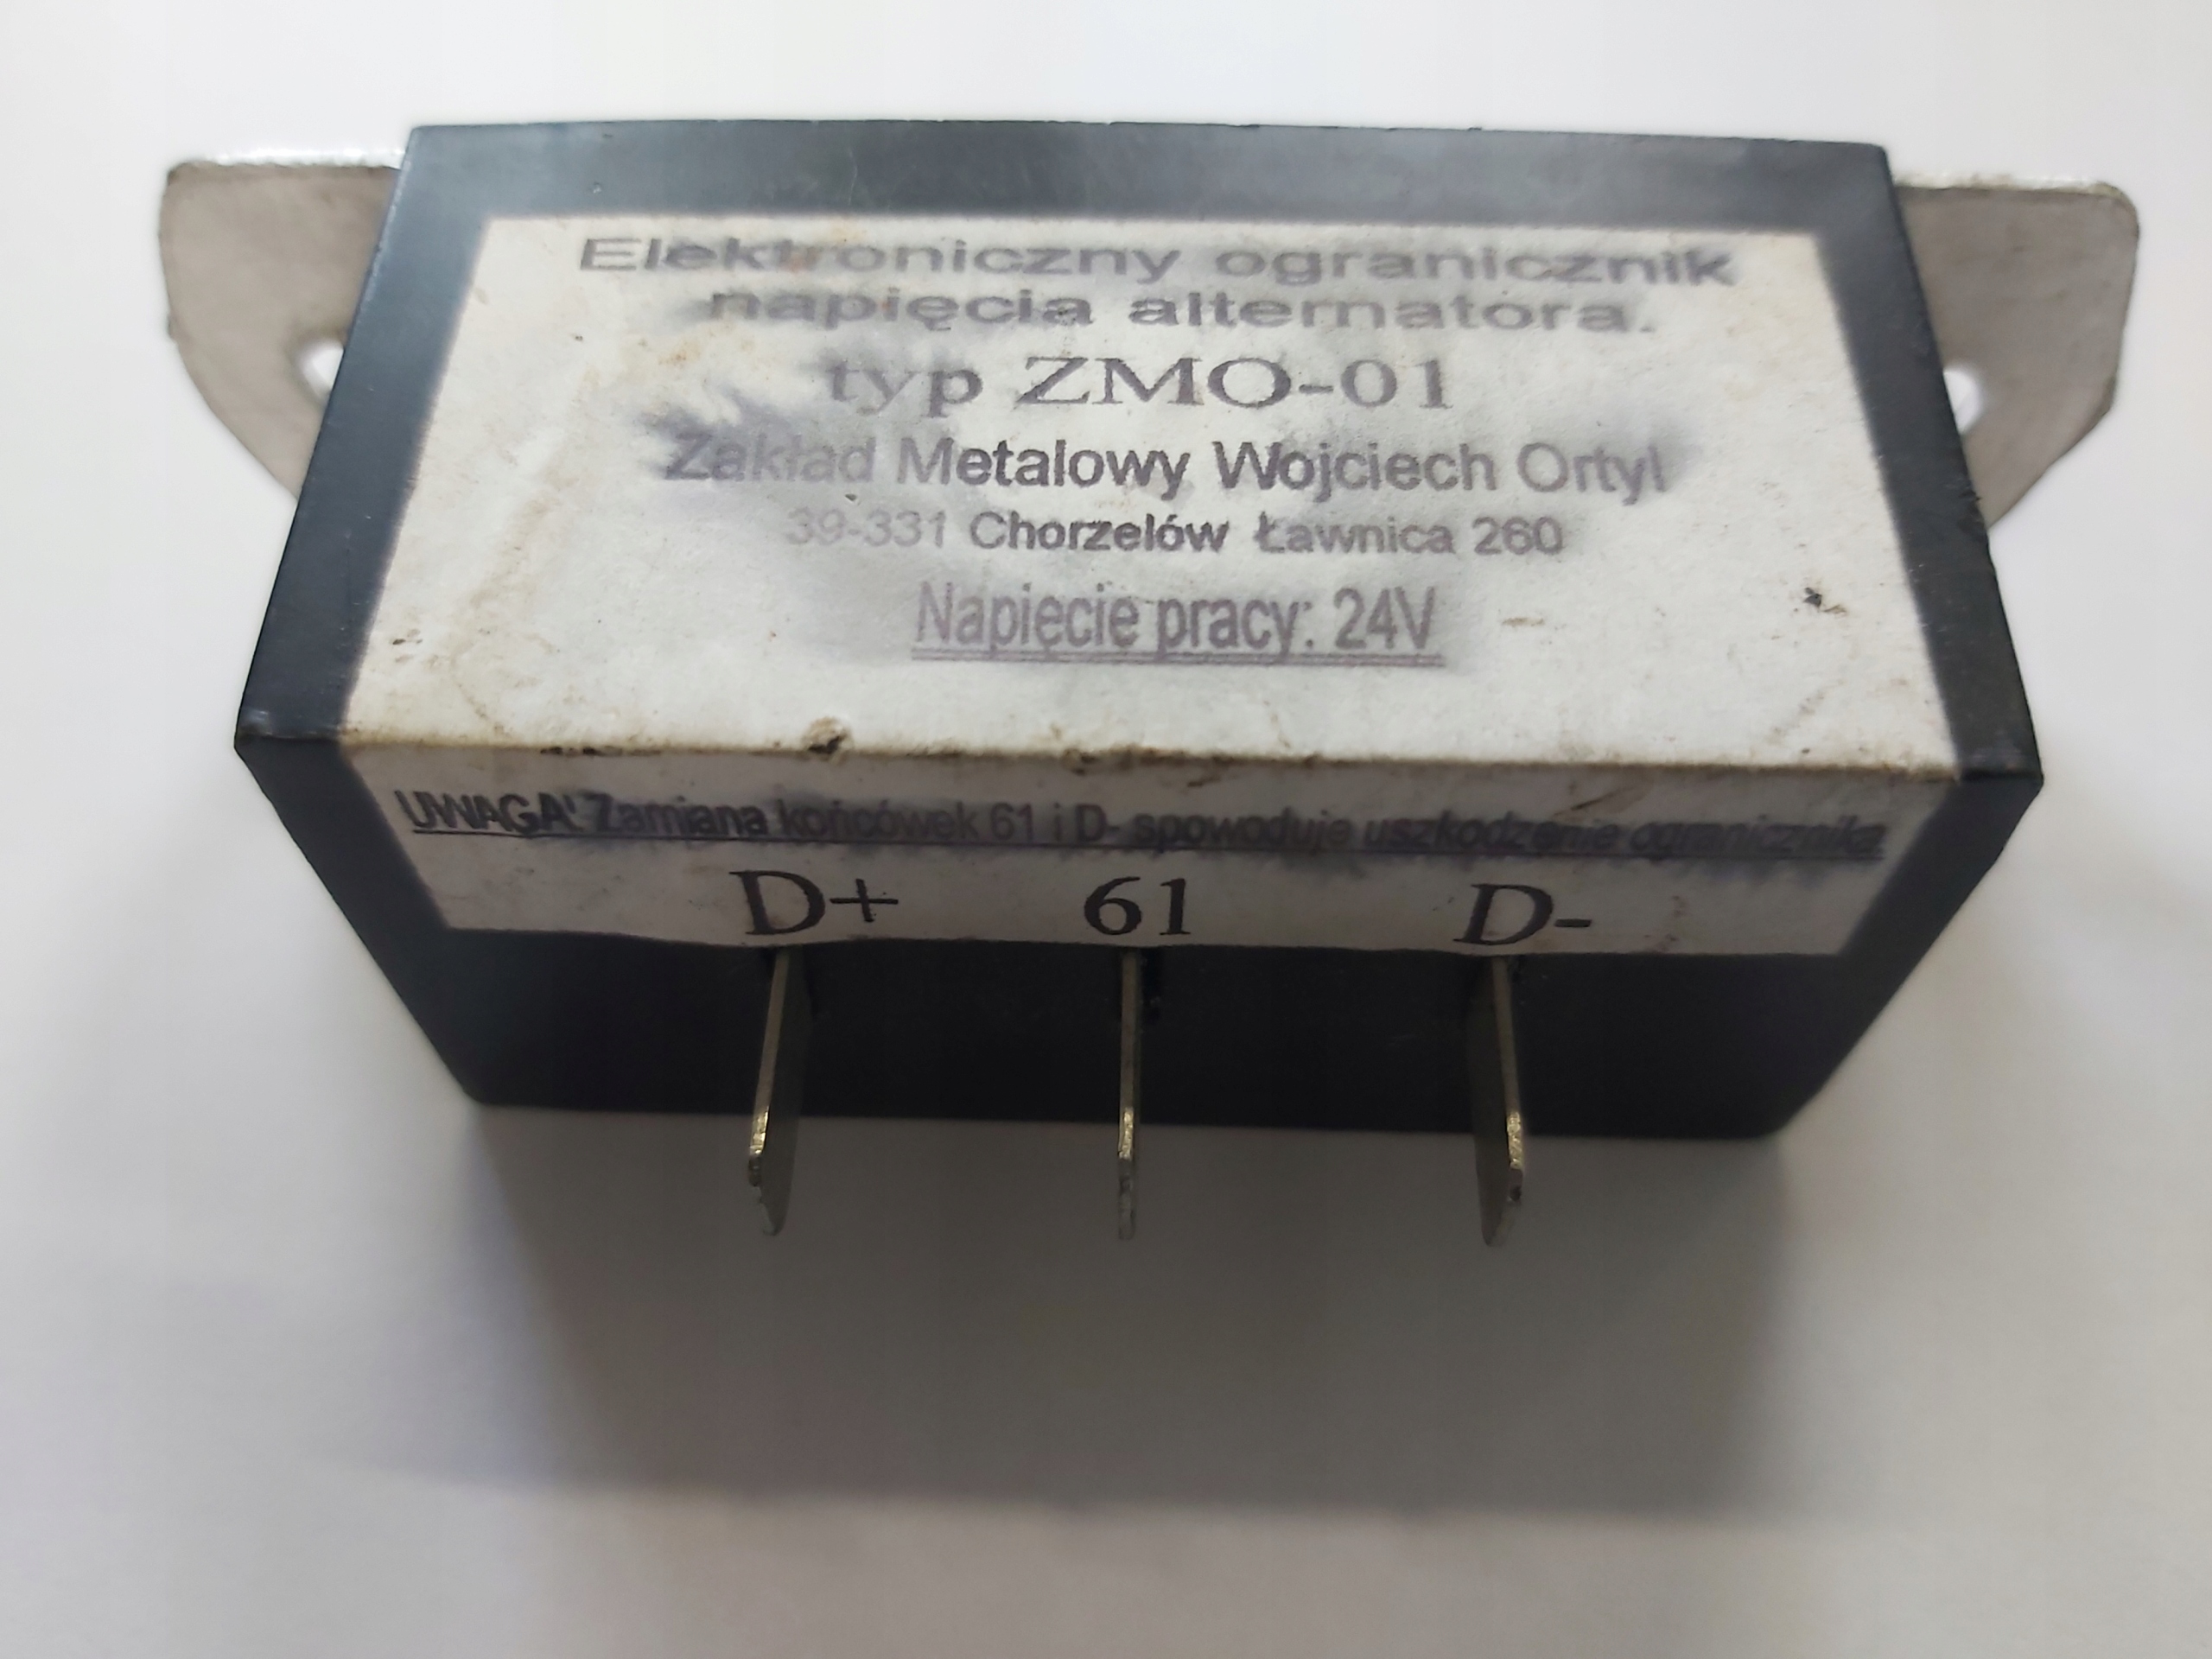 Elektroniczny ogranicznik
napięcia alternatora.
typ ZMO-01
Zakład Metalowy Wojciech Ortyl
39-331 Chorzelów Ławnica 260
Napięcie pracy: 24V
UWAGA! Zamiana końcówek 61 i D- spowoduje uszkodzenie ogranicznika
D+ 61 D-